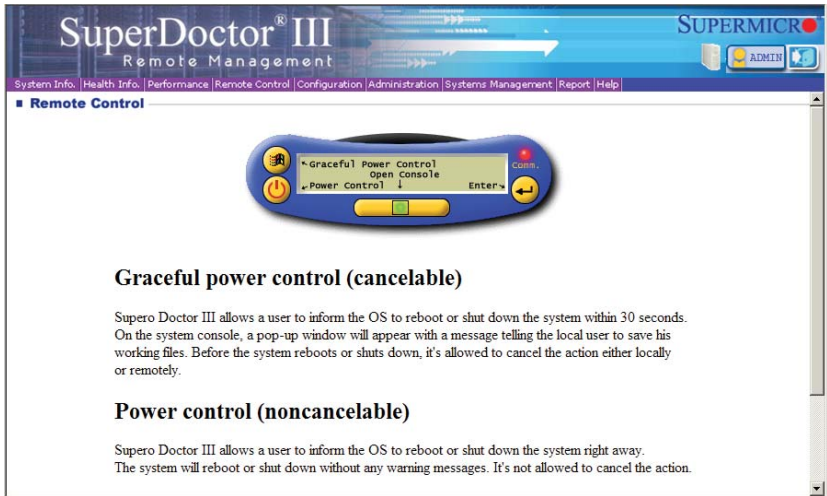 SuperDoctor® III
Remote Management
SUPERMICR
ADMIN
System Info. |Health Info. |Performance |Remote Control |Configuration |Administration |Systems Management |Report |Help|
Remote Control
Graceful Power Control
Open Console
Power Control ↓ Enter
Comm.
Graceful power control (cancelable)
Supero Doctor III allows a user to inform the OS to reboot or shut down the system within 30 seconds.
On the system console, a pop-up window will appear with a message telling the local user to save his
working files. Before the system reboots or shuts down, it's allowed to cancel the action either locally
or remotely.
Power control (noncancelable)
Supero Doctor III allows a user to inform the OS to reboot or shut down the system right away.
The system will reboot or shut down without any warning messages. It's not allowed to cancel the action.